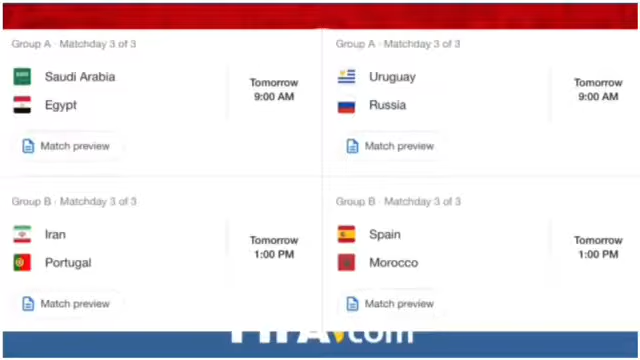 Group A · Matchday 3 of 3
Saudi Arabia
Egypt
Tomorrow
9:00 AM
Match preview
Group A · Matchday 3 of 3
Uruguay
Russia
Tomorrow
9:00 AM
Match preview
Group B · Matchday 3 of 3
Iran
Portugal
Tomorrow
1:00 PM
Match preview
Group B · Matchday 3 of 3
Spain
Morocco
Tomorrow
1:00 PM
Match preview
FIFA.com